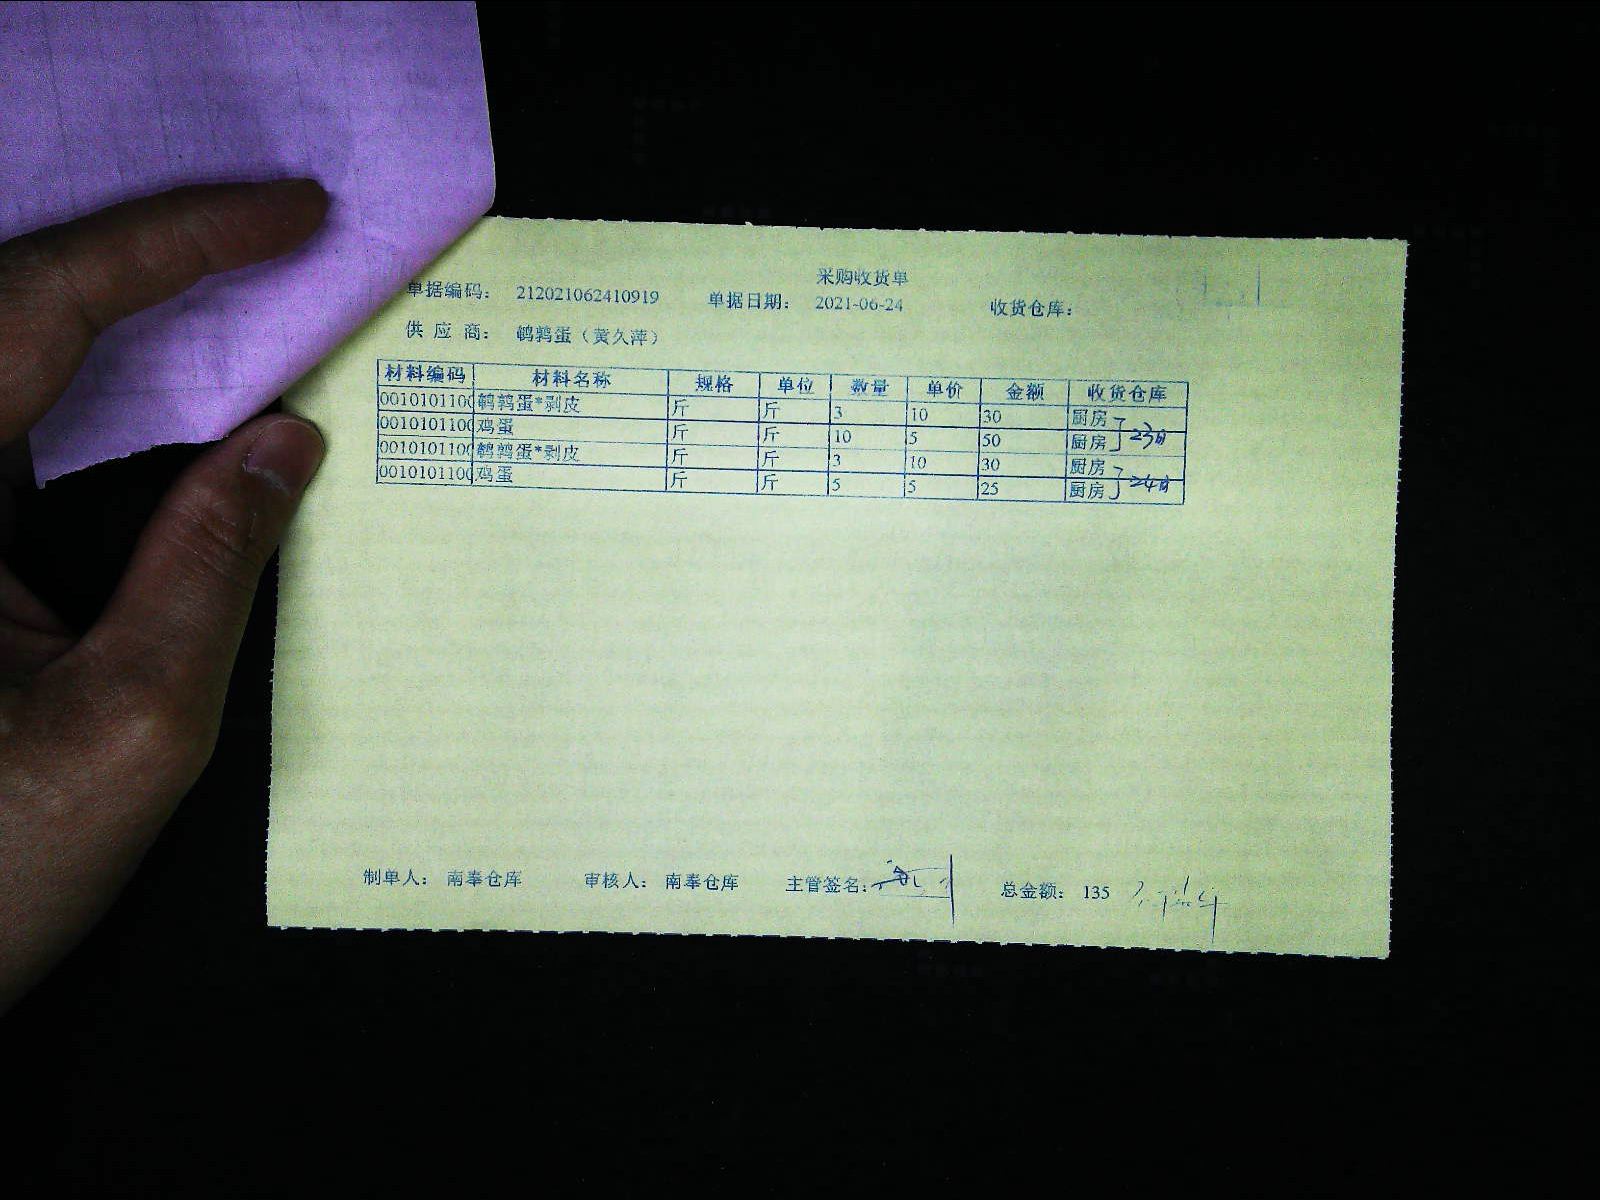 采购收货单
单据编码： 212021062410919 单据日期： 2021-06-24 收货仓库：
供 应 商： 鹌鹑蛋（黄久萍）
材料编码 材料名称 规格 单位 数量 单价 金额 收货仓库
0010101100 鹌鹑蛋*剥皮 斤 斤 3 10 30 厨房
0010101100 鸡蛋 斤 斤 10 5 50 厨房 23日
0010101100 鹌鹑蛋*剥皮 斤 斤 3 10 30 厨房
0010101100 鸡蛋 斤 斤 5 5 25 厨房 24日
制单人： 南奉仓库 审核人： 南奉仓库 主管签名： 总金额： 135